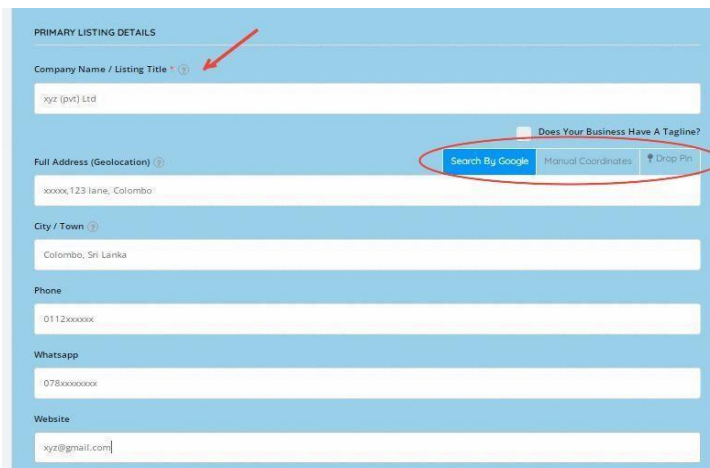 PRIMARY LISTING DETAILS
Company Name / Listing Title * ?
xyz (pvt) Ltd
Does Your Business Have A Tagline?
Full Address (Geolocation) ?
Search By Google Manual Coordinates Drop Pin
xxxxx,123 lane, Colombo
City / Town ?
Colombo, Sri Lanka
Phone
0112xxxxxx
Whatsapp
078xxxxxxxx
Website
xyz@gmail.com